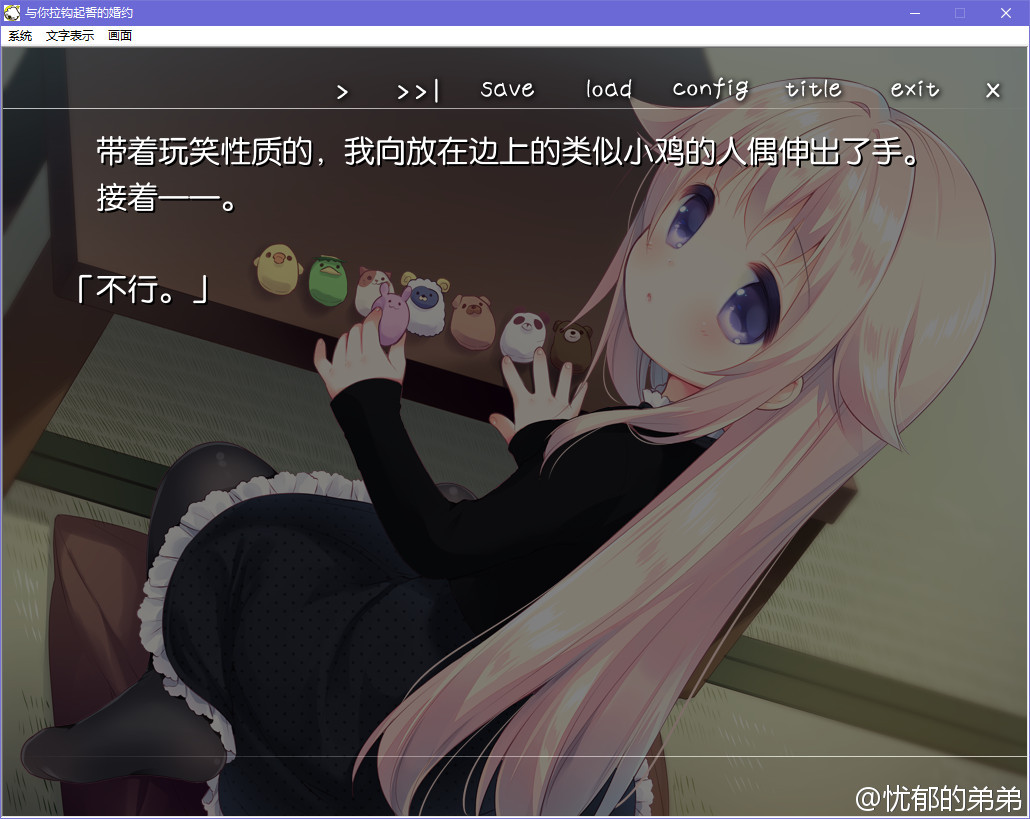 与你拉钩起誓的婚约
系统 文字表示 画面
> >>| save load config title exit x
带着玩笑性质的，我向放在边上的类似小鸡的人偶伸出了手。
接着——。
「不行。」
@忧郁的弟弟